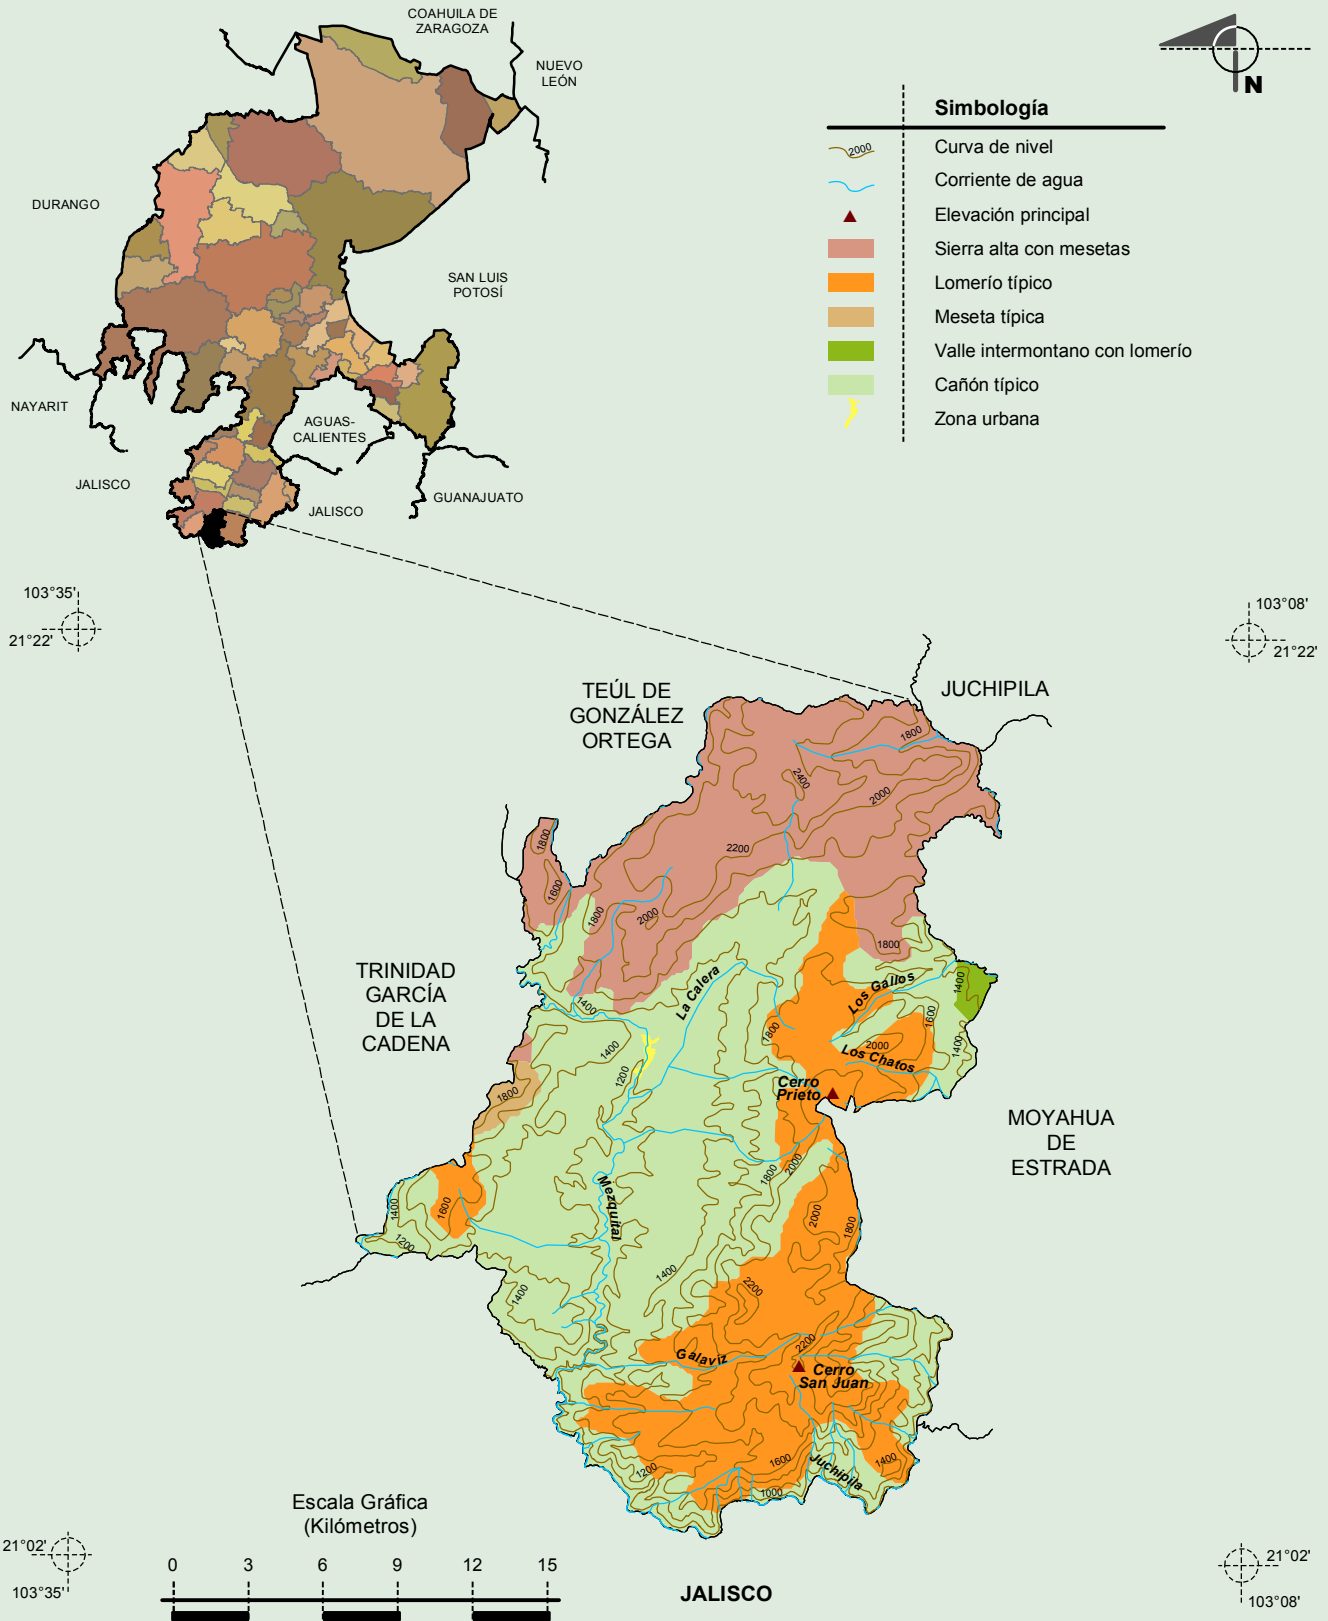 COAHUILA DE
ZARAGOZA
NUEVO
LEÓN
DURANGO
SAN LUIS
POTOSÍ
NAYARIT
AGUAS-
CALIENTES
JALISCO
JALISCO
GUANAJUATO
N
Simbología
2000
Curva de nivel
Corriente de agua
Elevación principal
Sierra alta con mesetas
Lomerío típico
Meseta típica
Valle intermontano con lomerío
Cañón típico
Zona urbana
103°35'
21°22'
103°08'
21°22'
TEÚL DE
GONZÁLEZ
ORTEGA
JUCHIPILA
1800
2400
2000
2200
1800
1600
1800
2000
1800
TRINIDAD
GARCÍA
DE LA
CADENA
La Calera
Los Gallos
1400
1400
1600
1800
1400
2000
1400
Los Chatos
1200
Cerro
Prieto
1800
MOYAHUA
DE
ESTRADA
1800
2000
Mezquital
1400
1600
2000
1800
1200
1400
1400
2200
2200
Galaviz
Cerro
San Juan
1200
1600
1400
Juchipila
1000
Escala Gráfica
(Kilómetros)
0 3 6 9 12 15
21°02'
103°35'
JALISCO
21°02'
103°08'